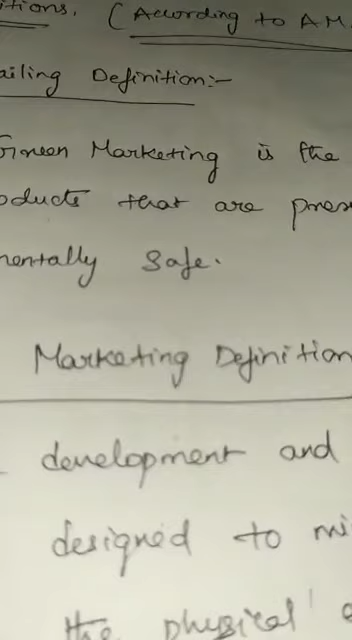 itions. (According to AM
ailing Definition:-
Green Marketing is the
oducts that are pres
mentally safe.
Marketing Definition
development and
designed to mi
the physical